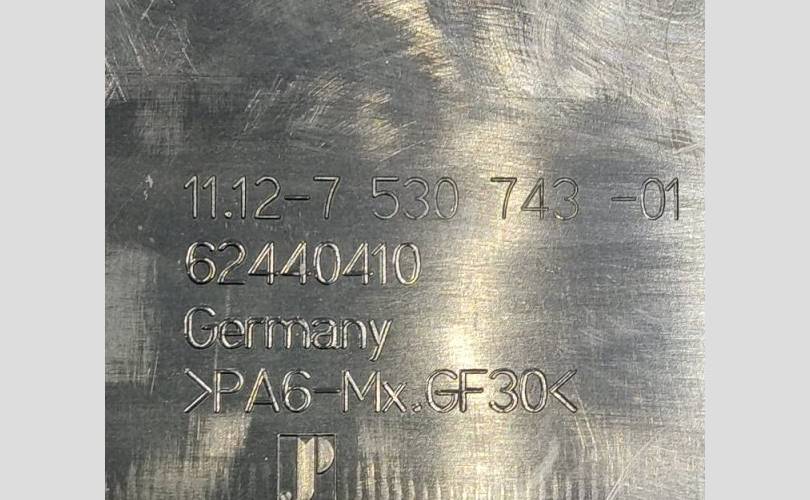 11.12-7 530 743 -01
62440410
Germany
>PA6-Mx.GF30<